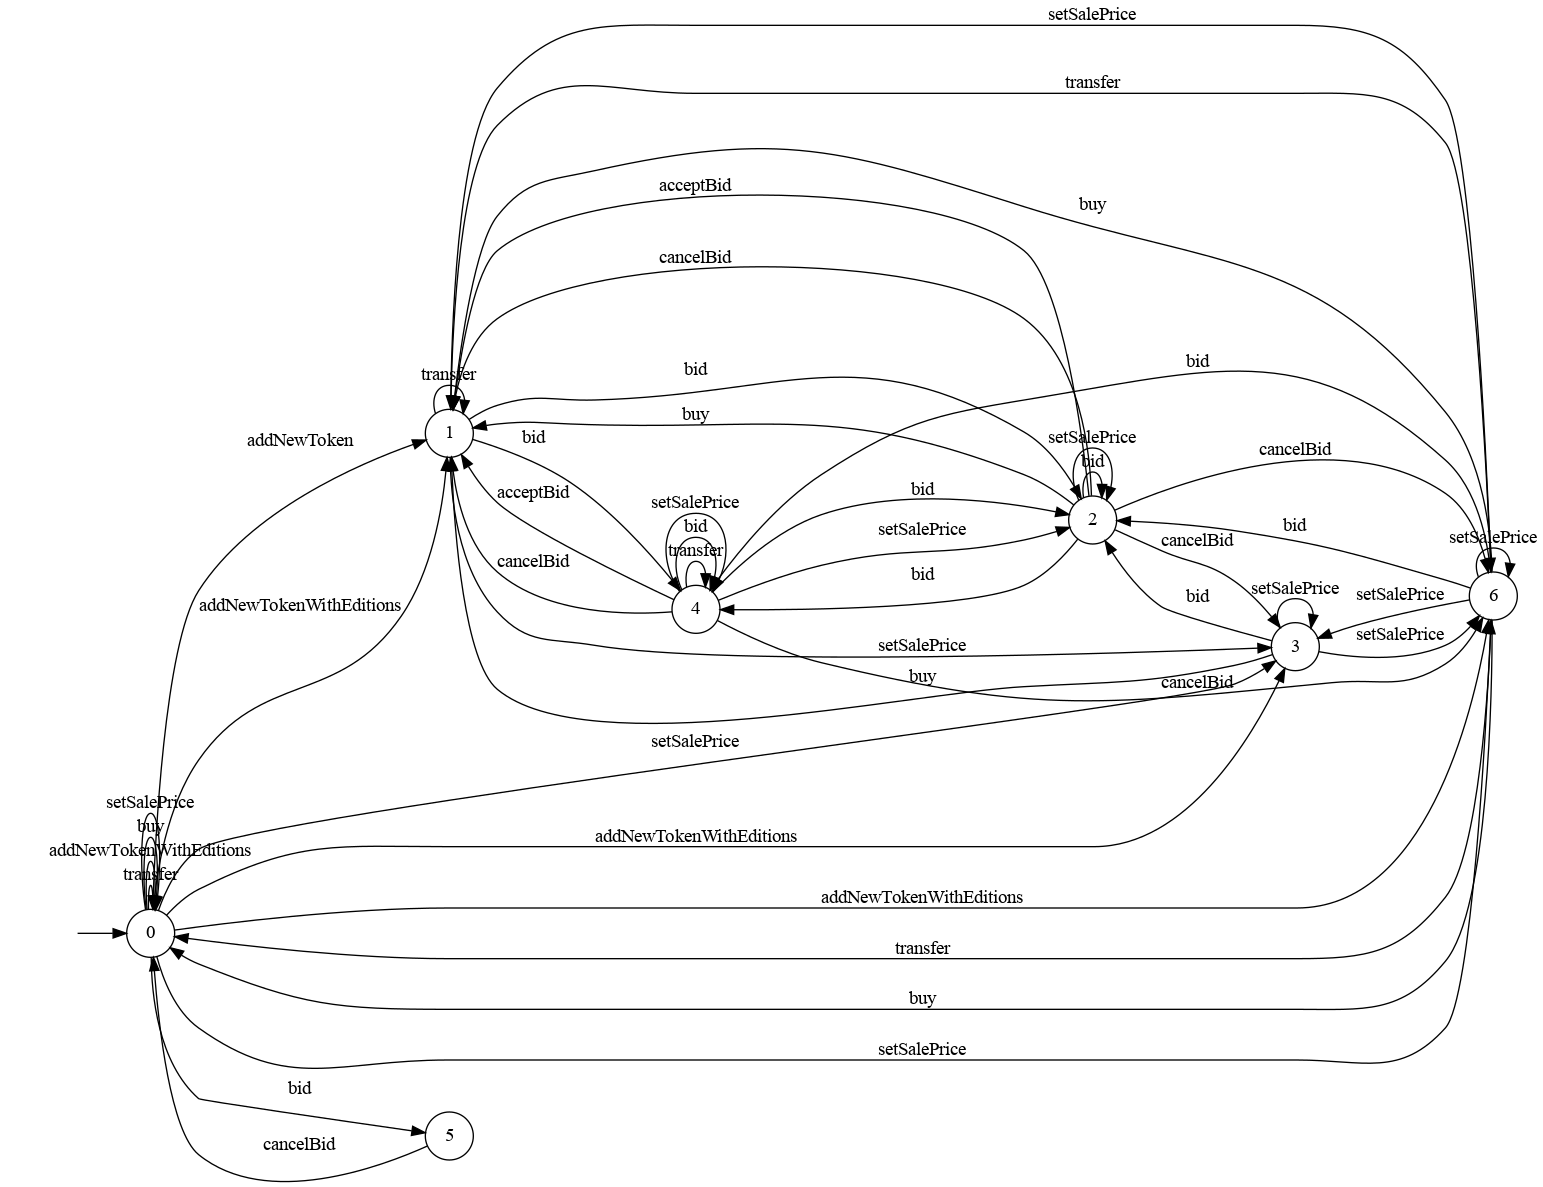 setSalePrice
transfer
acceptBid
buy
cancelBid
bid
transfer
bid
buy
1
bid
addNewToken
setSalePrice
bid
cancelBid
acceptBid
bid
setSalePrice
bid
transfer
setSalePrice
2
bid
cancelBid
setSalePrice
cancelBid
bid
setSalePrice
addNewTokenWithEditions
4
bid
setSalePrice
6
setSalePrice
setSalePrice
3
buy
cancelBid
setSalePrice
setSalePrice
buy
addNewTokenWithEditions
transfer
addNewTokenWithEditions
addNewTokenWithEditions
0
transfer
buy
setSalePrice
bid
5
cancelBid